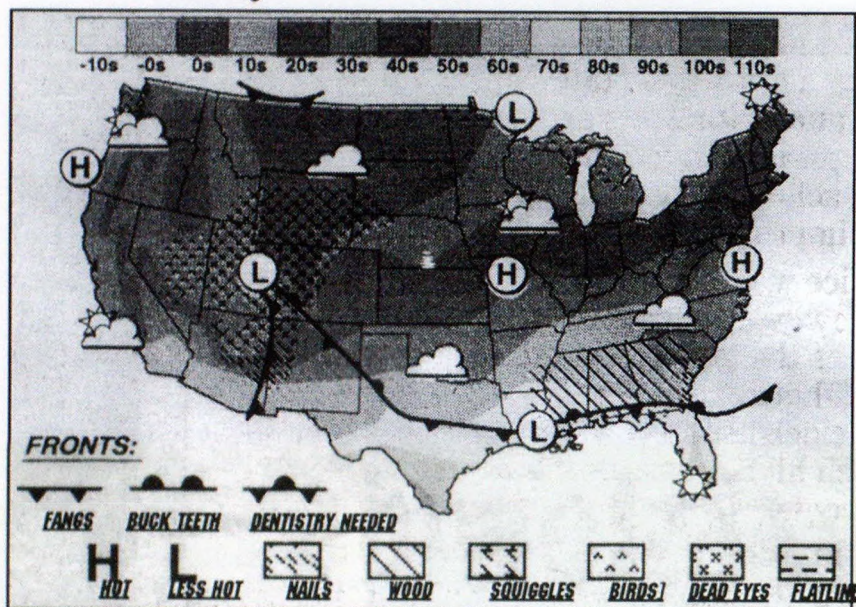 -10s -0s 0s 10s 20s 30s 40s 50s 60s 70s 80s 90s 100s 110s
L
H
L
H
H
L
FRONTS:
FANGS BUCK TEETH DENTISTRY NEEDED
H L
HOT LESS HOT NAILS WOOD SQUIGGLES BIRDS? DEAD EYES FLATLINE